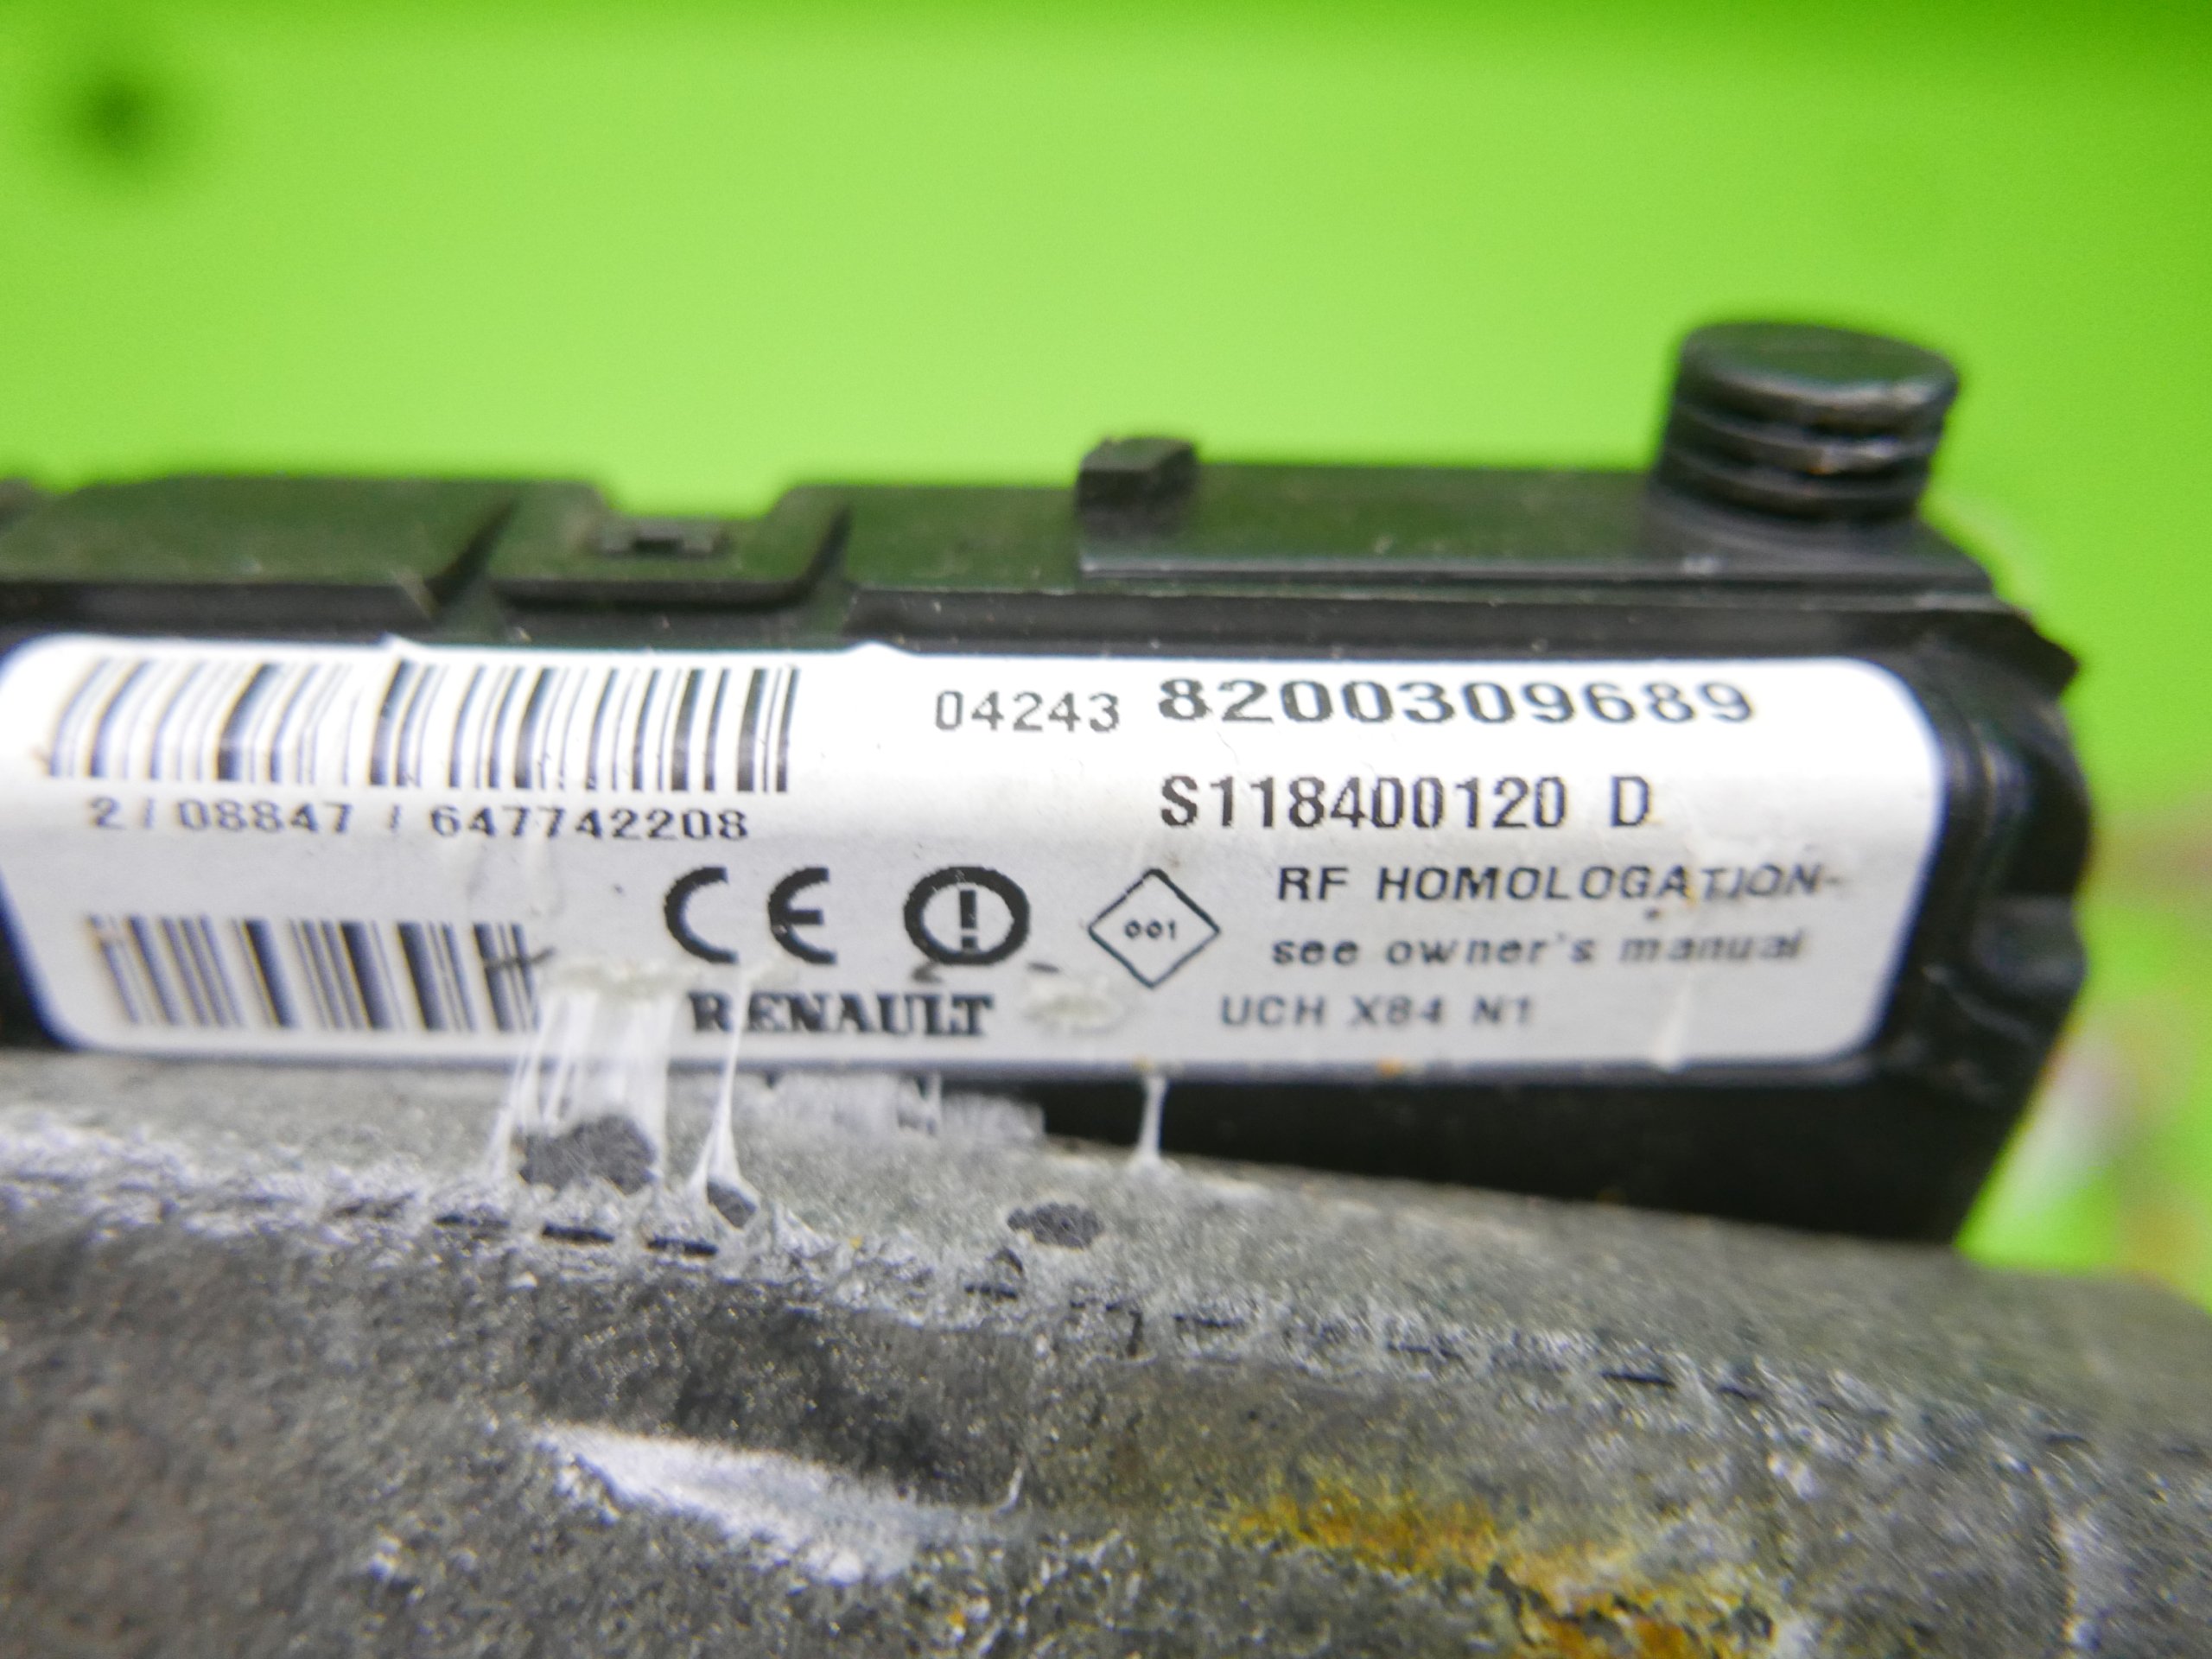 04243 8200309689
2 / 08847 / 647742208
S118400120 D
CE
001
RF HOMOLOGATION-
see owner's manual
RENAULT
UCH X84 N1